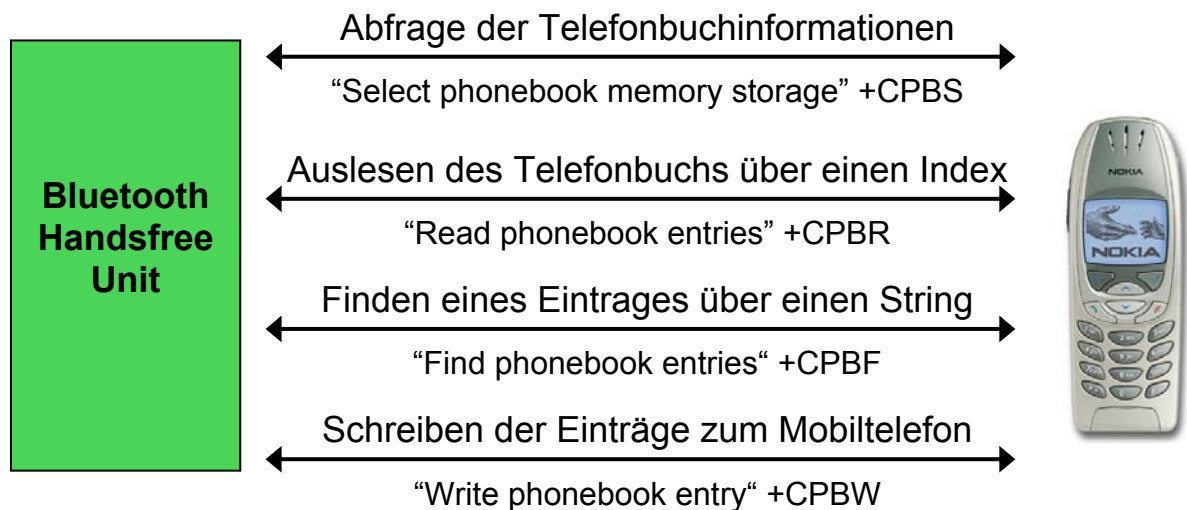 Abfrage der Telefonbuchinformationen
“Select phonebook memory storage” +CPBS
Auslesen des Telefonbuchs über einen Index
“Read phonebook entries” +CPBR
Finden eines Eintrages über einen String
“Find phonebook entries“ +CPBF
Schreiben der Einträge zum Mobiltelefon
“Write phonebook entry“ +CPBW
Bluetooth
Handsfree
Unit
NOKIA
NOKIA